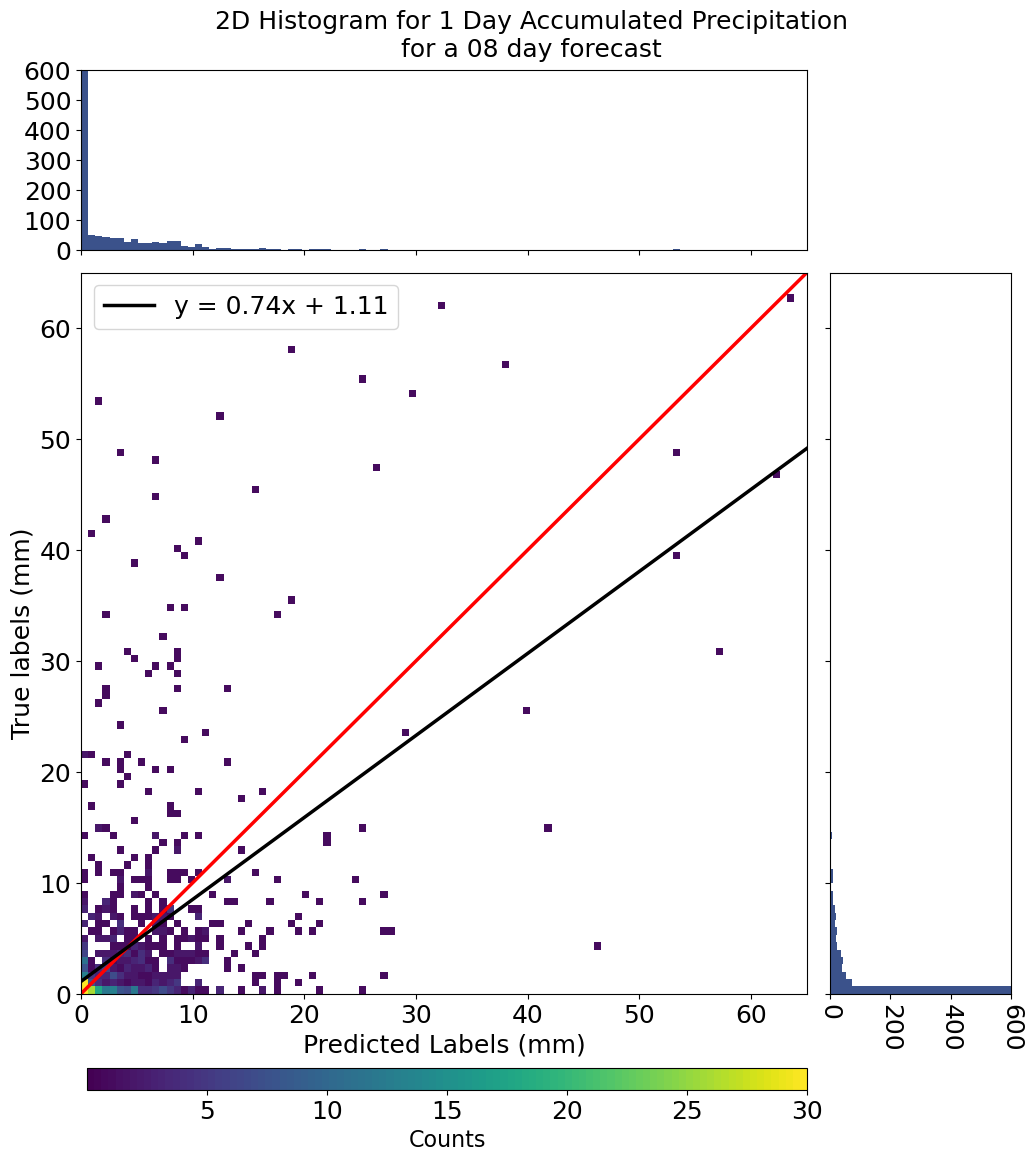 2D Histogram for 1 Day Accumulated Precipitation
for a 08 day forecast
600
500
400
300
200
100
0
y = 0.74x + 1.11
60
50
40
30
20
10
0
True labels (mm)
0 10 20 30 40 50 60
Predicted Labels (mm)
0 200 400 600
5 10 15 20 25 30
Counts